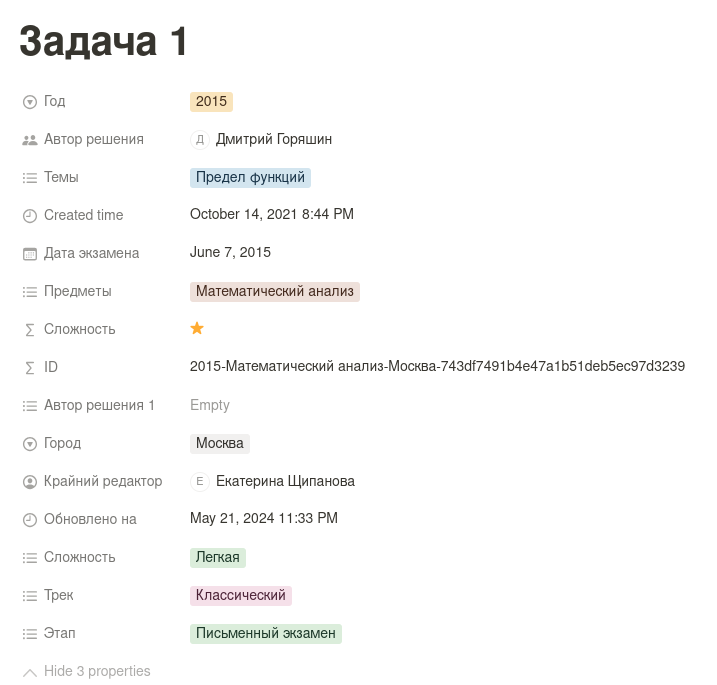 Задача 1
Год 2015
Автор решения Д Дмитрий Горяшин
Темы Предел функций
Created time October 14, 2021 8:44 PM
Дата экзамена June 7, 2015
Предметы Математический анализ
Сложность
ID 2015-Математический анализ-Москва-743df7491b4e47a1b51deb5ec97d3239
Автор решения 1 Empty
Город Москва
Крайний редактор Е Екатерина Щипанова
Обновлено на May 21, 2024 11:33 PM
Сложность Легкая
Трек Классический
Этап Письменный экзамен
Hide 3 properties